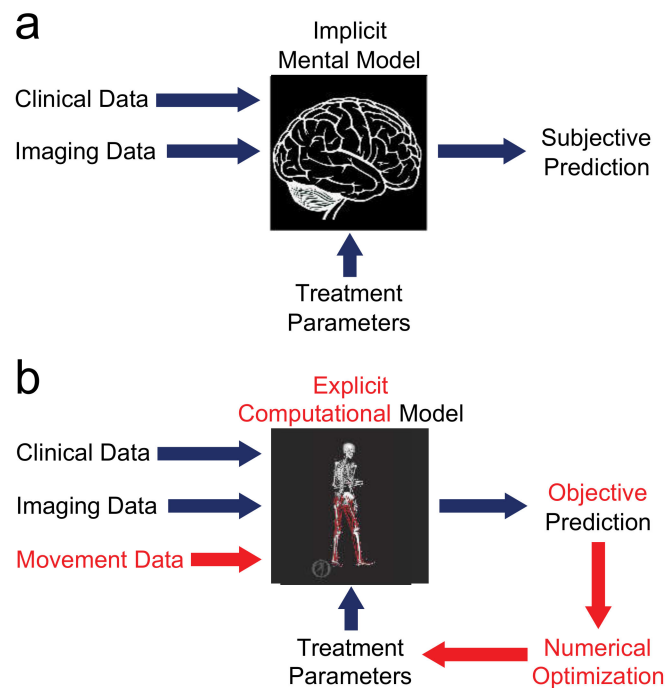 a
Implicit
Mental Model
Clinical Data
Imaging Data
Subjective
Prediction
Treatment
Parameters
b
Explicit
Computational Model
Clinical Data
Imaging Data
Movement Data
Objective
Prediction
Treatment
Parameters
Numerical
Optimization